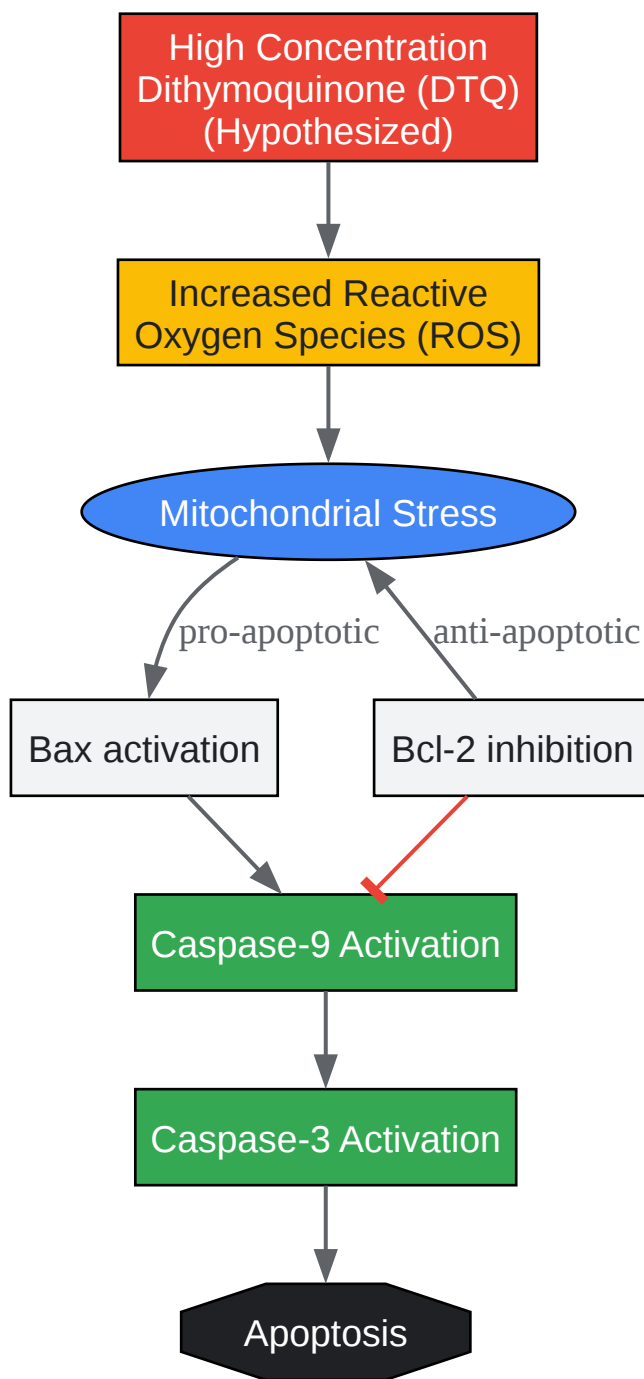 High Concentration
Dithymoquinone (DTQ)
(Hypothesized)
Increased Reactive
Oxygen Species (ROS)
Mitochondrial Stress
pro-apoptotic
anti-apoptotic
Bax activation
Bcl-2 inhibition
Caspase-9 Activation
Caspase-3 Activation
Apoptosis